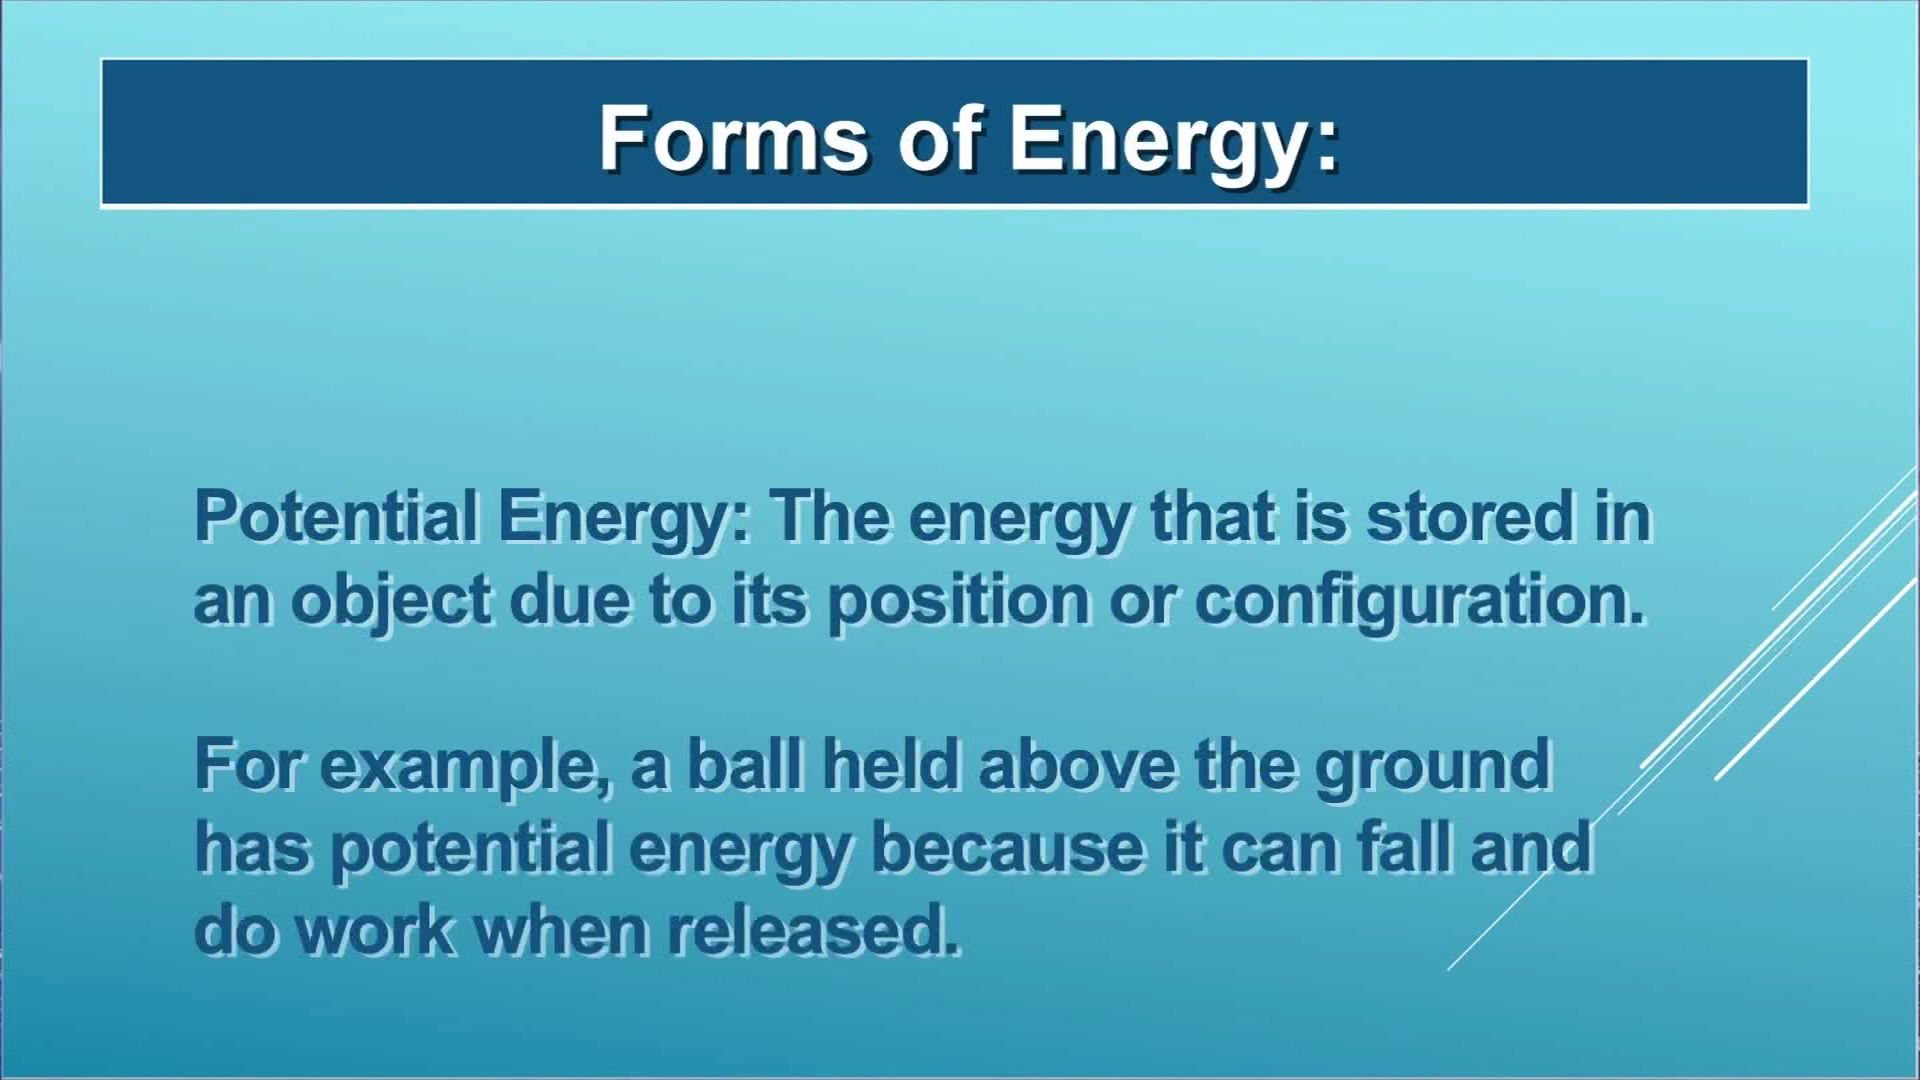 Forms of Energy:
Potential Energy: The energy that is stored in
an object due to its position or configuration.
For example, a ball held above the ground
has potential energy because it can fall and
do work when released.